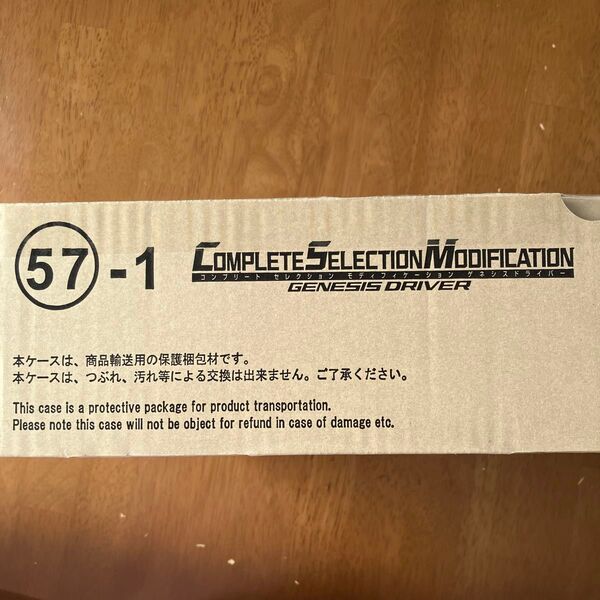 57-1
COMPLETE SELECTION MODIFICATION
コンプリート セレクション モディフィケーション ゲネシスドライバー
GENESIS DRIVER
本ケースは、商品輸送用の保護梱包材です。
本ケースは、つぶれ、汚れ等による交換は出来ません。ご了承ください。
This case is a protective package for product transportation.
Please note this case will not be object for refund in case of damage etc.